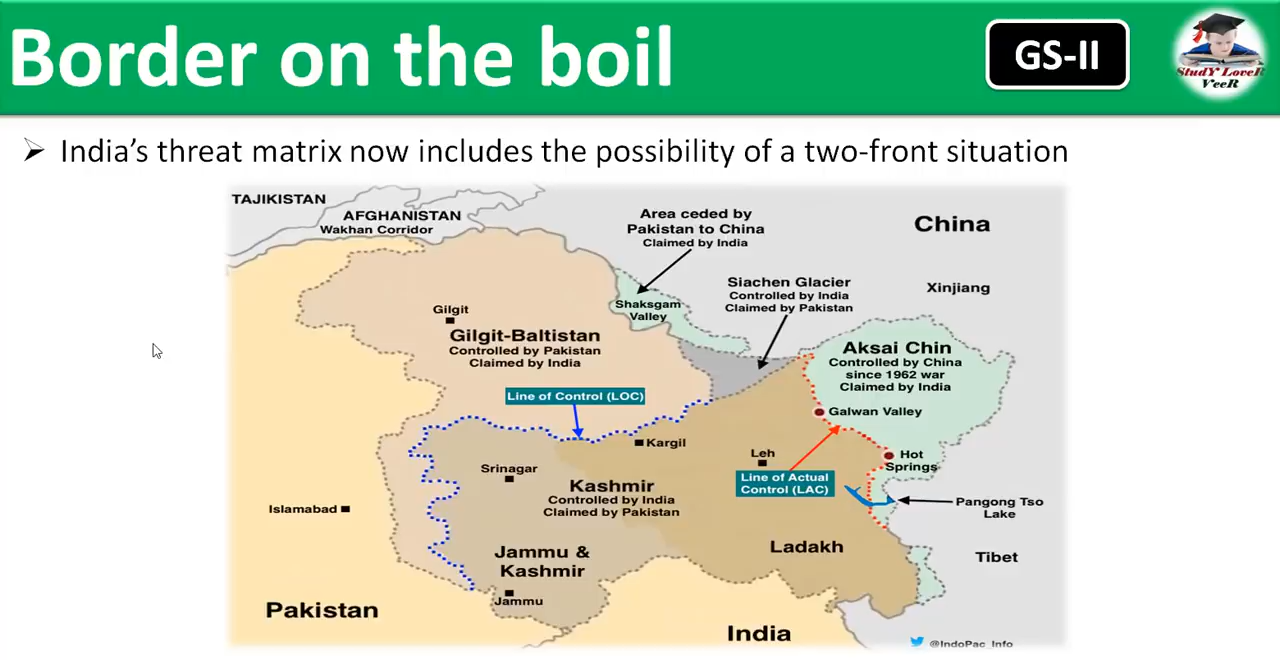 Border on the boil
GS-II
StudY LoveR
VeeR
➢ India’s threat matrix now includes the possibility of a two-front situation
TAJIKISTAN
AFGHANISTAN
Wakhan Corridor
Area ceded by
Pakistan to China
Claimed by India
China
Siachen Glacier
Controlled by India
Claimed by Pakistan
Xinjiang
Shaksgam
Valley
Gilgit
Gilgit-Baltistan
Controlled by Pakistan
Claimed by India
Aksai Chin
Controlled by China
since 1962 war
Claimed by India
Line of Control (LOC)
Galwan Valley
Kargil
Leh
Hot
Springs
Srinagar
Line of Actual
Control (LAC)
Kashmir
Controlled by India
Claimed by Pakistan
Islamabad
Pangong Tso
Lake
Jammu &
Kashmir
Ladakh
Tibet
Jammu
Pakistan
India
@IndoPac_Info